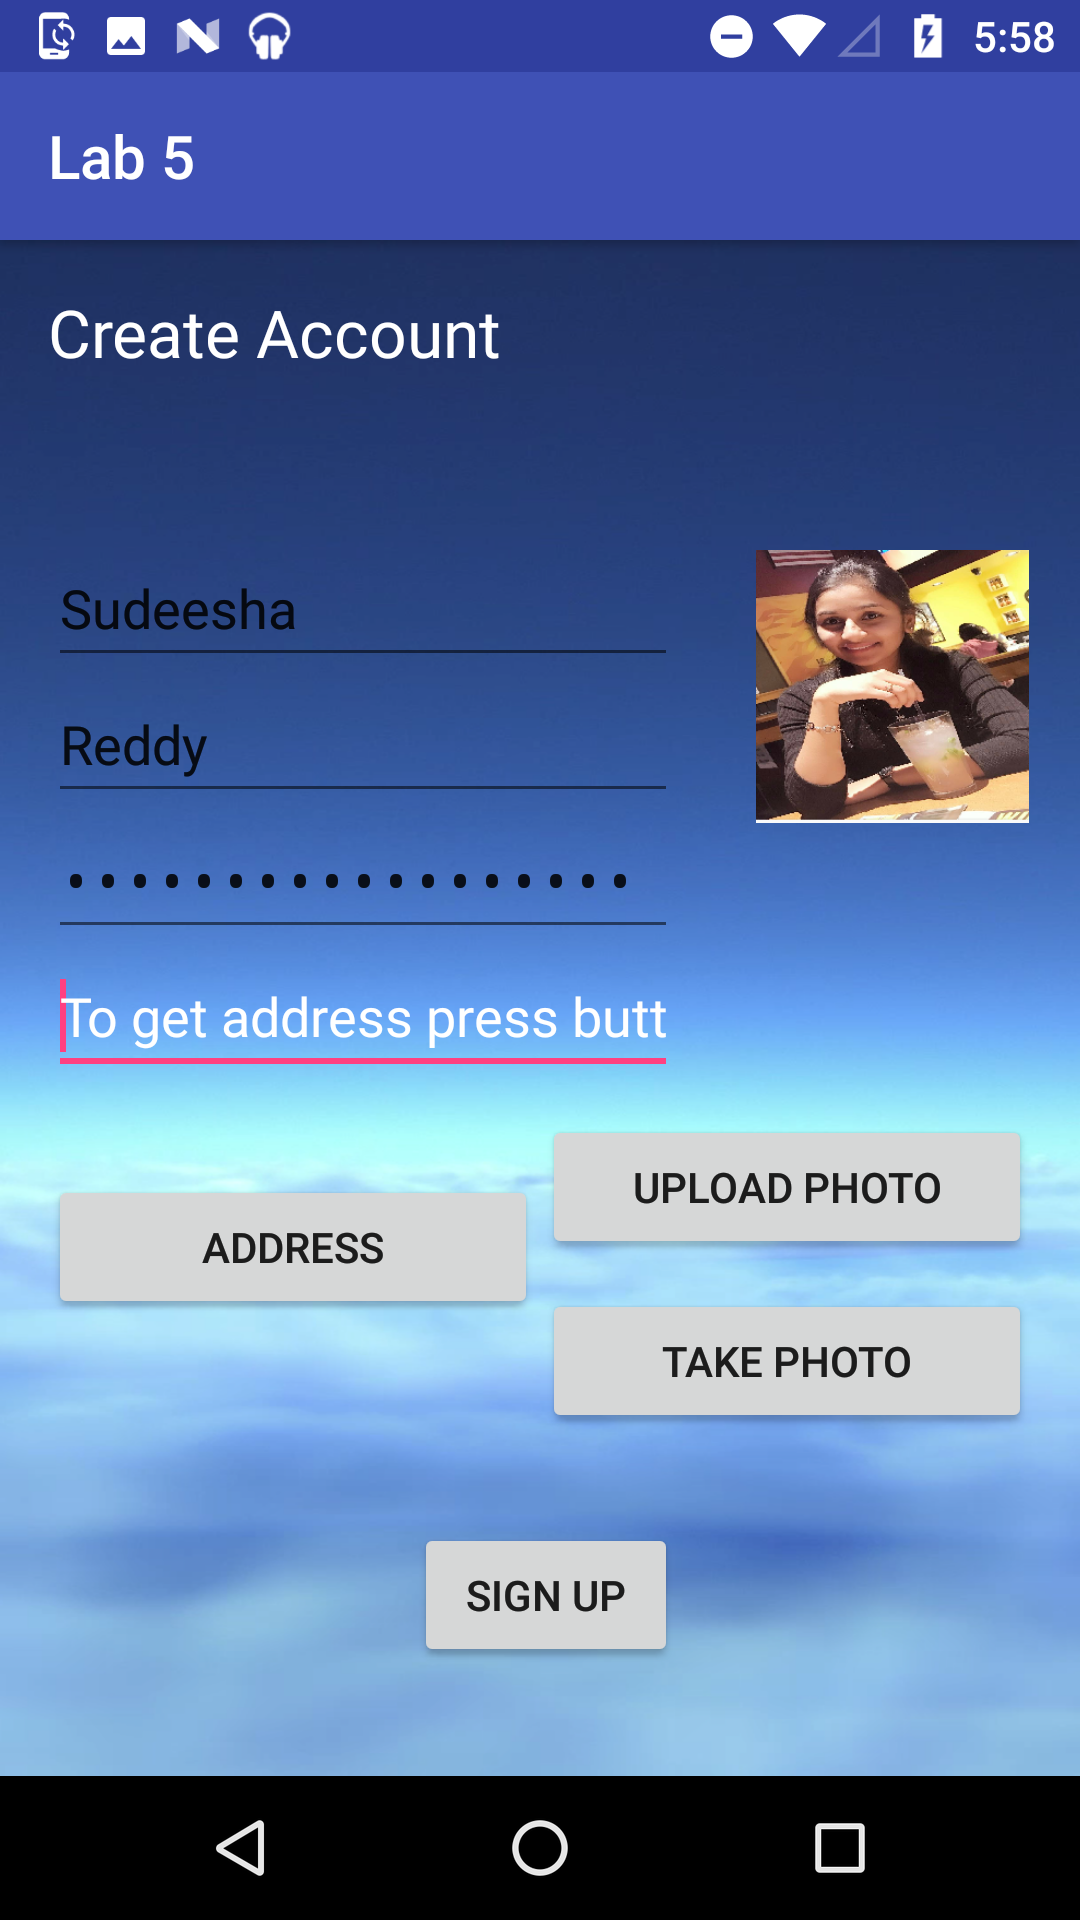 5:58
Lab 5
Create Account
Sudeesha
Reddy
••••••••••••••••••
To get address press butt
UPLOAD PHOTO
ADDRESS
TAKE PHOTO
SIGN UP